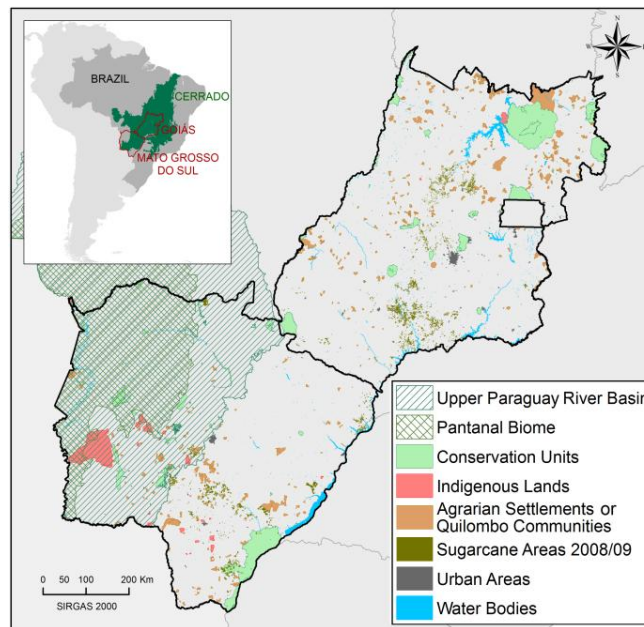 BRAZIL
CERRADO
GOIÁS
MATO GROSSO
DO SUL
N
S
Upper Paraguay River Basin
Pantanal Biome
Conservation Units
Indigenous Lands
Agrarian Settlements or
Quilombo Communities
Sugarcane Areas 2008/09
Urban Areas
Water Bodies
0 50 100 200 Km
SIRGAS 2000